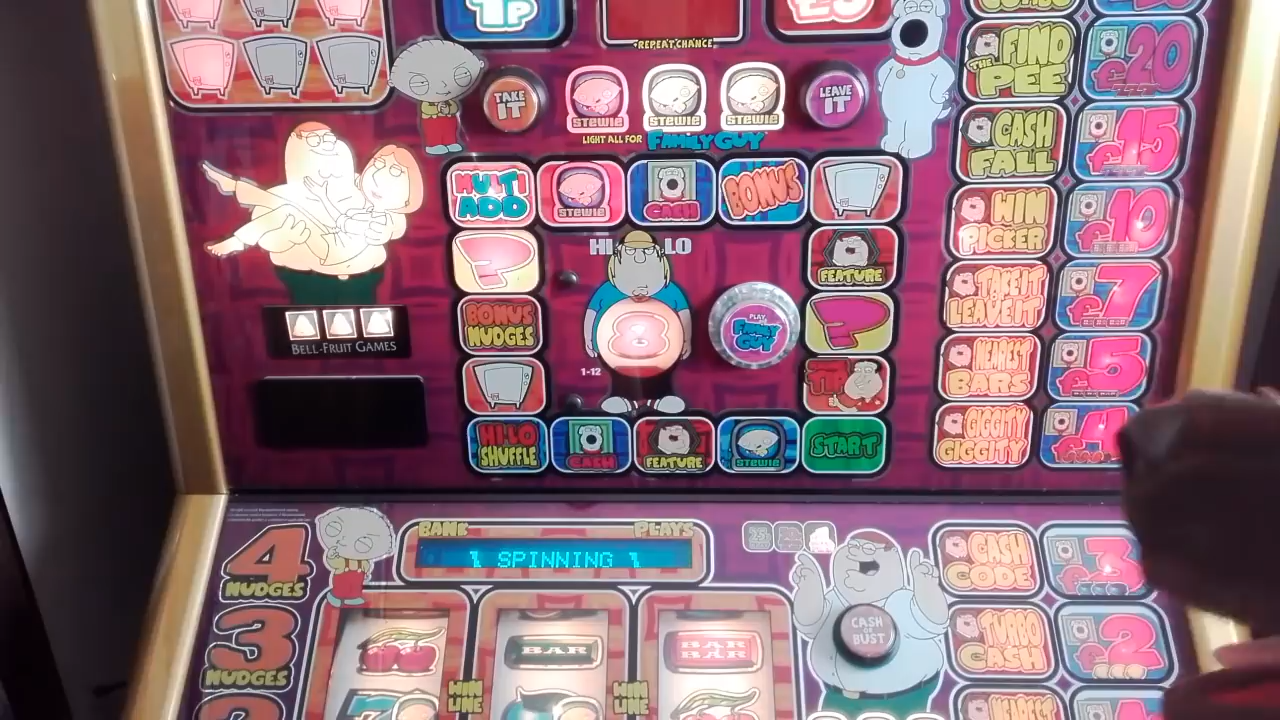 1P
£5
REPEAT CHANCE
TAKE IT
STEWIE
STEWIE
STEWIE
LEAVE IT
LIGHT ALL FOR FAMILY GUY
FIND THE PEE
£20
CASH FALL
£15
WIN PICKER
£10
TAKE IT LEAVE IT
£7
NEAREST BARS
£5
GIGGITY GIGGITY
£4
MULTI ADD
STEWIE
CASH
BONUS
?
HI
LO
FEATURE
BONUS NUDGES
8
PLAY
FAMILY GUY
?
1-12
HI-LO SHUFFLE
CASH
FEATURE
STEWIE
START
BELL-FRUIT GAMES
BANK
PLAYS
SPINNING
4 NUDGES
3 NUDGES
BAR
BAR BAR
WIN LINE
WIN LINE
CASH OR BUST
CASH CODE
£3
TURBO CASH
£2